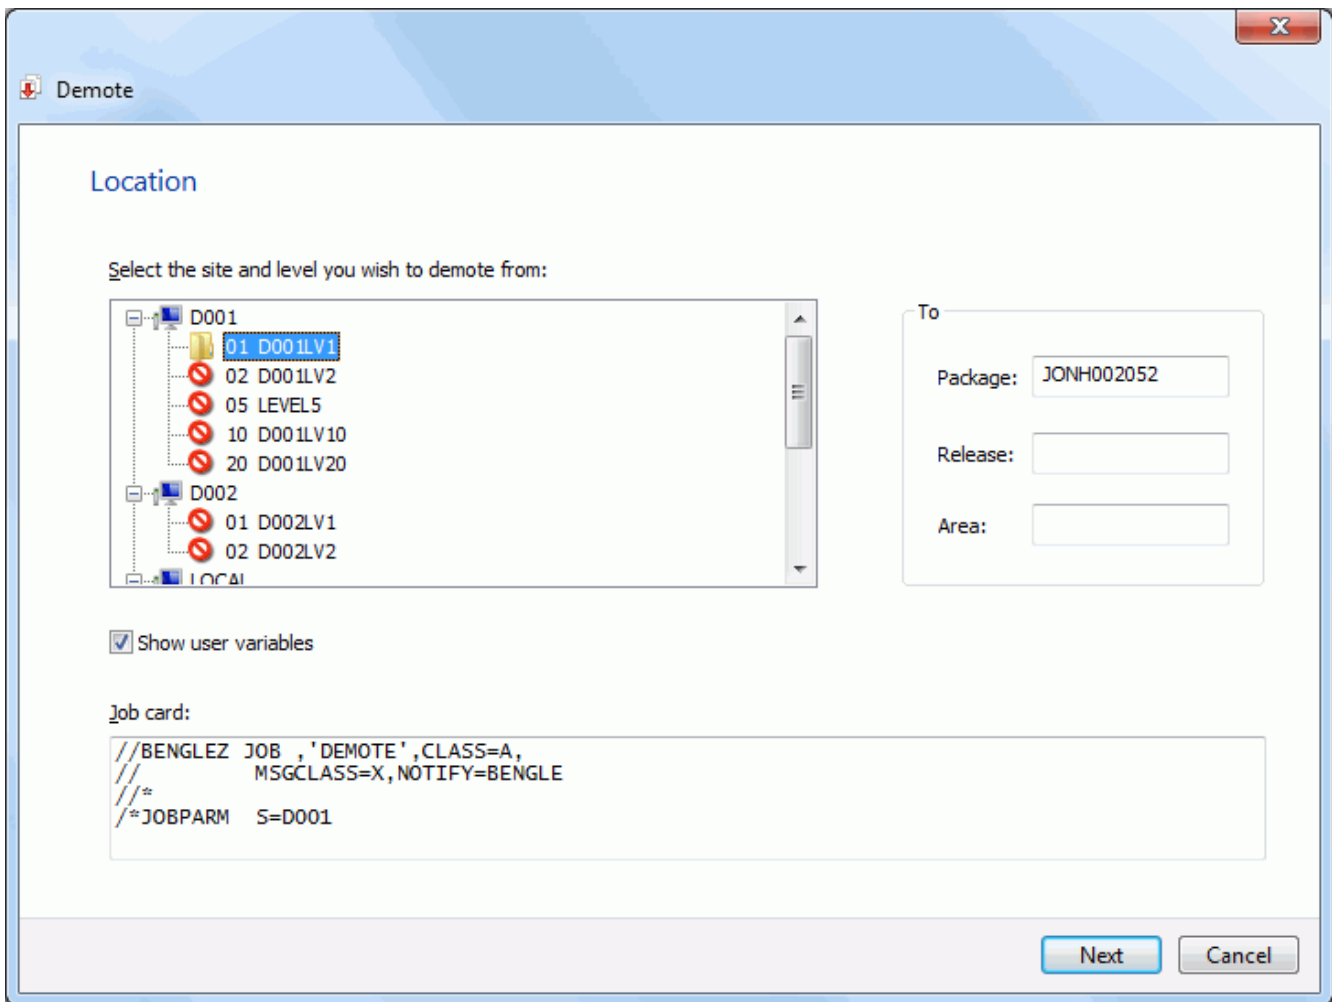 Demote
Location
Select the site and level you wish to demote from:
D001
01 D001LV1
02 D001LV2
05 LEVEL5
10 D001LV10
20 D001LV20
D002
01 D002LV1
02 D002LV2
LOCAL
To
Package: JONH002052
Release:
Area:
Show user variables
Job card:
//BENGLEZ JOB ,'DEMOTE',CLASS=A,
//         MSGCLASS=X,NOTIFY=BENGLE
//*
/*JOBPARM  S=D001
Next
Cancel